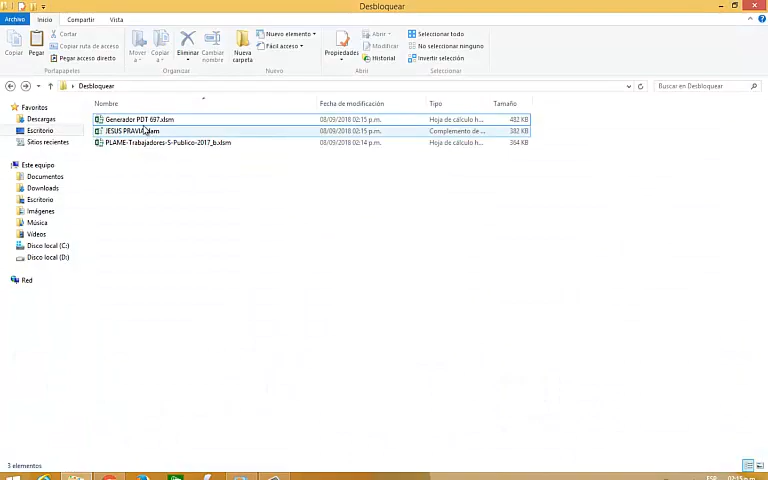 Desbloquear
Archivo Inicio Compartir Vista
Copiar Pegar Cortar Copiar ruta de acceso Pegar acceso directo
Portapapeles
Mover a Copiar a Eliminar Cambiar nombre
Organizar
Nueva carpeta Nuevo elemento Fácil acceso
Nuevo
Propiedades Abrir Modificar Historial
Abrir
Seleccionar todo
No seleccionar ninguno
Invertir selección
Seleccionar
Desbloquear
Buscar en Desbloquear
Nombre Fecha de modificación Tipo Tamaño
Generador PDT 697.xlsm 08/09/2018 02:15 p.m. Hoja de cálculo h... 482 KB
JESUS 08/09/2018 02:15 p.m. Complemento de ... 382 KB
PLAME-Trabajadores-S-Publico-2017_b.xlsm 08/09/2018 02:14 p.m. Hoja de cálculo h... 364 KB
Favoritos
Descargas
Escritorio
Sitios recientes
Este equipo
Documentos
Downloads
Escritorio
Imágenes
Música
Vídeos
Disco local (C:)
Disco local (D:)
Red
3 elementos